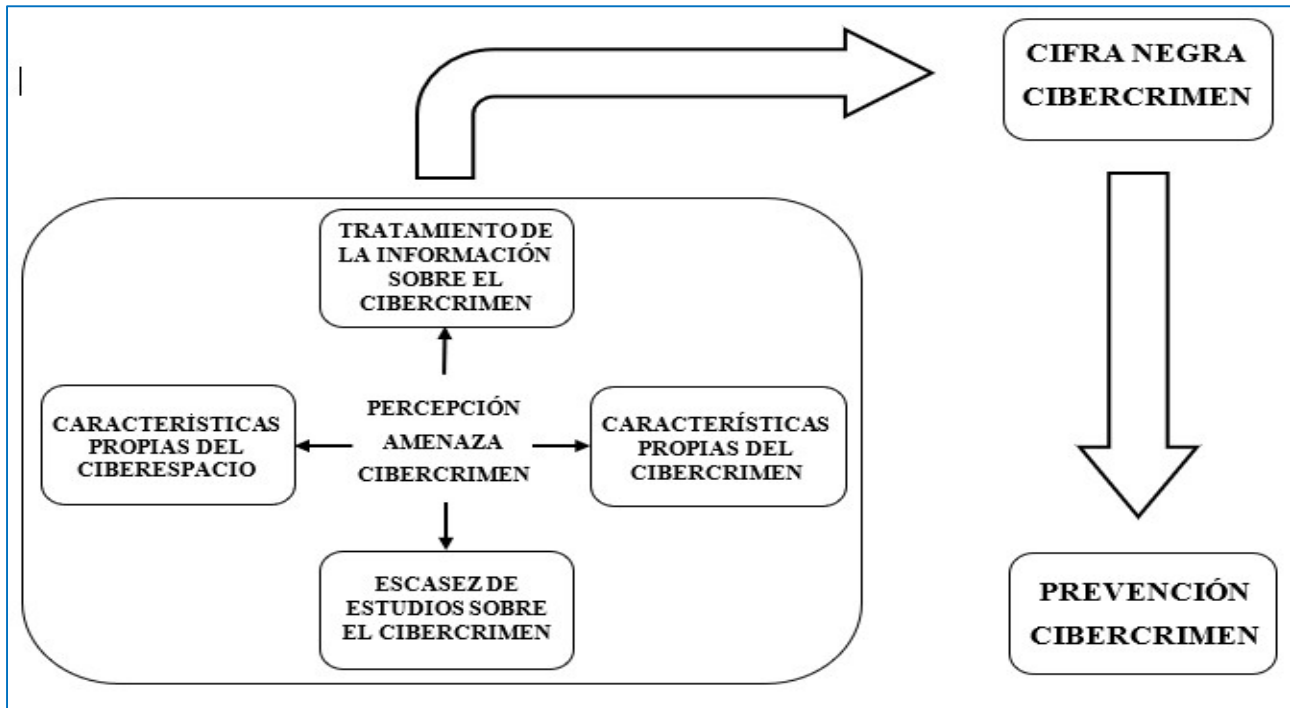 CIFRA NEGRA
CIBERCRIMEN
TRATAMIENTO DE
LA INFORMACIÓN
SOBRE EL
CIBERCRIMEN
CARACTERÍSTICAS
PROPIAS DEL
CIBERESPACIO
PERCEPCIÓN
AMENAZA
CIBERCRIMEN
CARACTERÍSTICAS
PROPIAS DEL
CIBERCRIMEN
ESCASEZ DE
ESTUDIOS SOBRE
EL CIBERCRIMEN
PREVENCIÓN
CIBERCRIMEN